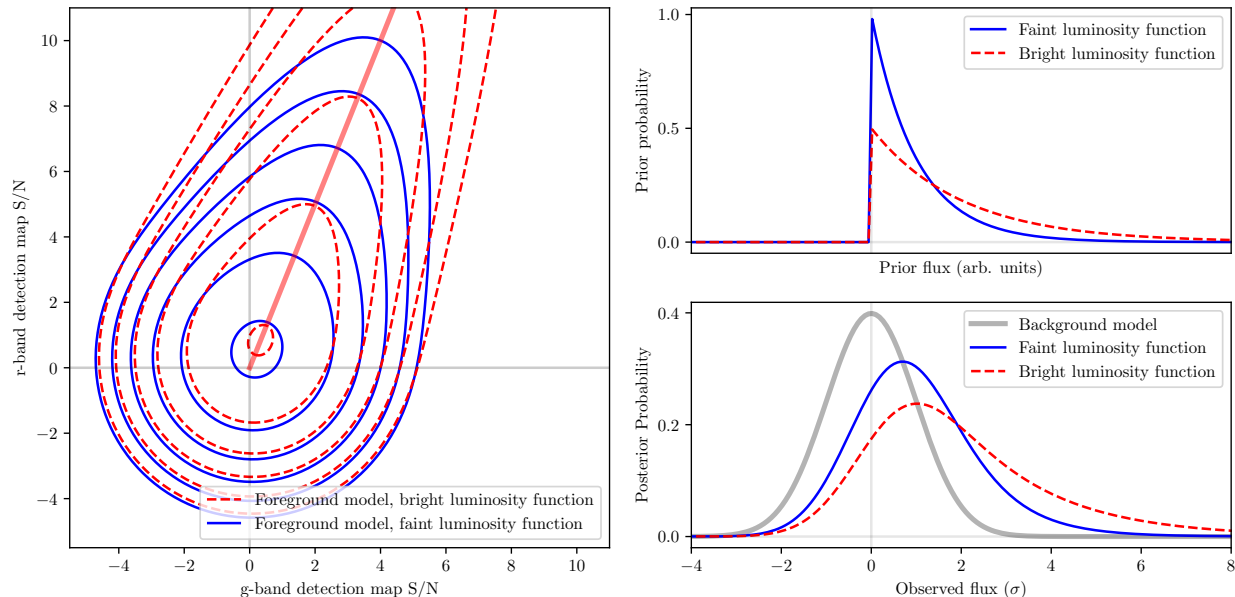 10
8
6
4
2
0
−2
−4
−4
−2
0
2
4
6
8
10
r-band detection map S/N
g-band detection map S/N
Foreground model, bright luminosity function
Foreground model, faint luminosity function
1.0
0.5
0.0
Prior probability
Prior flux (arb. units)
Faint luminosity function
Bright luminosity function
0.4
0.2
0.0
−4
−2
0
2
4
6
8
Posterior Probability
Observed flux (σ)
Background model
Faint luminosity function
Bright luminosity function